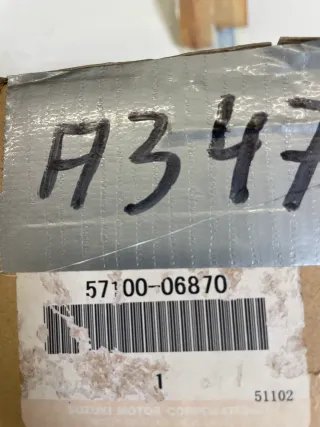 A347
57100-06870
1
51102
SUZUKI MOTOR CORPORATION